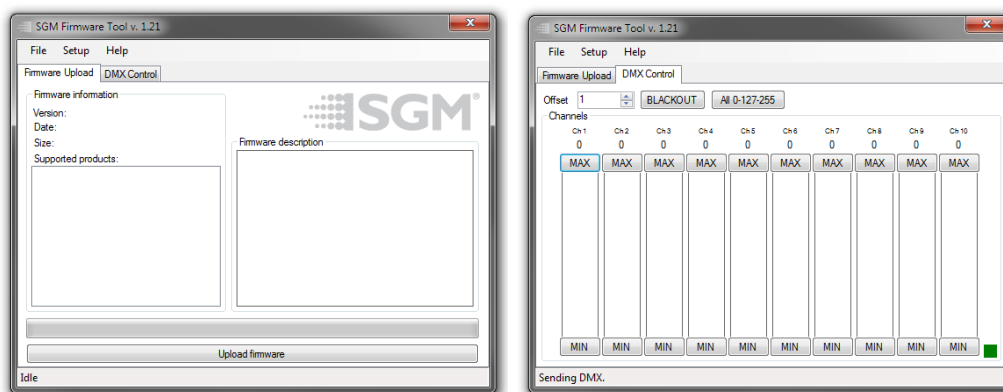 SGM Firmware Tool v. 1.21
X
File Setup Help
Firmware Upload DMX Control
Firmware information
Version:
Date:
Size:
Supported products:
SGM®
Firmware description
Upload firmware
Idle
SGM Firmware Tool v. 1.21
X
File Setup Help
Firmware Upload DMX Control
Offset 1 BLACKOUT All 0-127-255
Channels
Ch 1 Ch 2 Ch 3 Ch 4 Ch 5 Ch 6 Ch 7 Ch 8 Ch 9 Ch 10
0 0 0 0 0 0 0 0 0 0
MAX MAX MAX MAX MAX MAX MAX MAX MAX MAX
MIN MIN MIN MIN MIN MIN MIN MIN MIN MIN
Sending DMX.